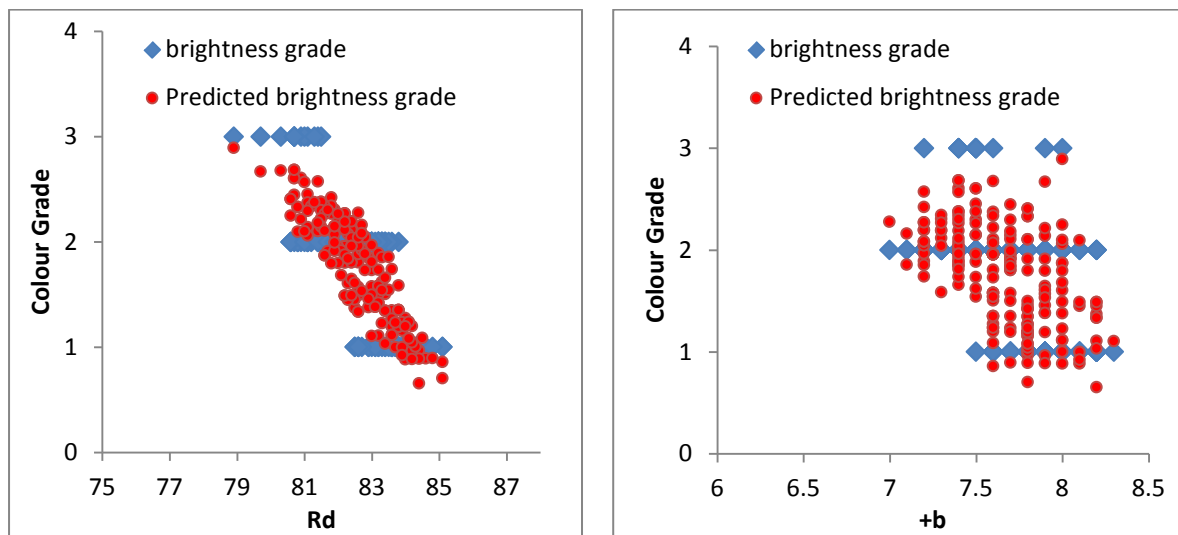 4
brightness grade
Predicted brightness grade
3
2
1
0
Colour Grade
75 77 79 81 83 85 87
Rd
4
brightness grade
Predicted brightness grade
3
2
1
0
Colour Grade
6 6.5 7 7.5 8 8.5
+b